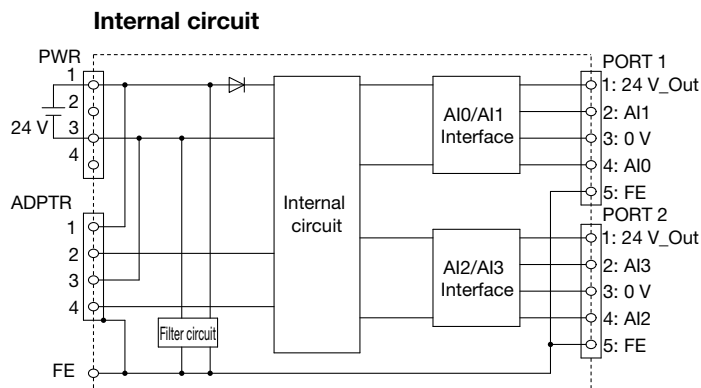 Internal circuit
PWR
1
2
24 V
3
4
ADPTR
1
2
3
4
FE
Filter circuit
Internal
circuit
AI0/AI1
Interface
AI2/AI3
Interface
PORT 1
1: 24 V_Out
2: AI1
3: 0 V
4: AI0
5: FE
PORT 2
1: 24 V_Out
2: AI3
3: 0 V
4: AI2
5: FE